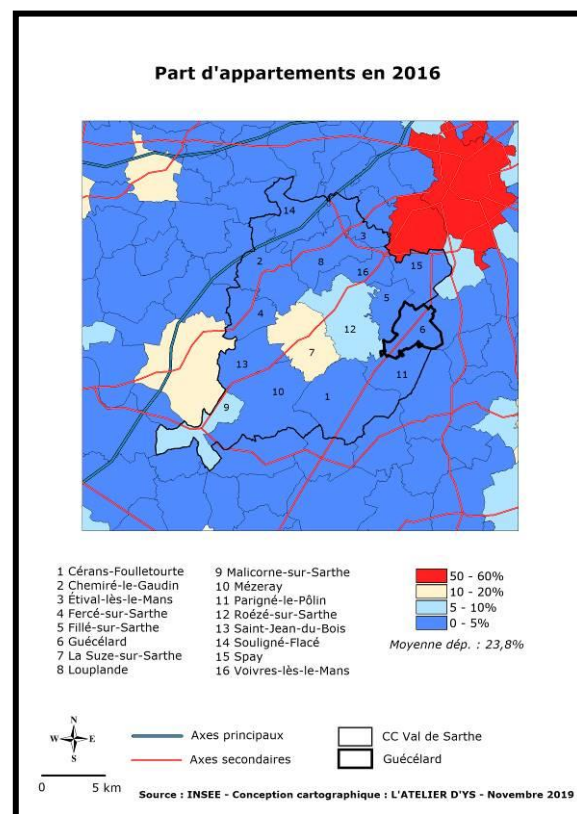 Part d'appartements en 2016
14
3
2
8
15
16
5
4
12
6
7
13
11
10
1
9
1 Cérans-Foulletourte
2 Chemiré-le-Gaudin
3 Étival-lès-le-Mans
4 Fercé-sur-Sarthe
5 Fillé-sur-Sarthe
6 Guécélard
7 La Suze-sur-Sarthe
8 Louplande
9 Malicorne-sur-Sarthe
10 Mézeray
11 Parigné-le-Pôlin
12 Roézé-sur-Sarthe
13 Saint-Jean-du-Bois
14 Souligné-Flacé
15 Spay
16 Voivres-lès-le-Mans
50 - 60%
10 - 20%
5 - 10%
0 - 5%
Moyenne dép. : 23,8%
N
W E
S
0 5 km
Axes principaux
Axes secondaires
CC Val de Sarthe
Guécélard
Source : INSEE - Conception cartographique : L'ATELIER D'YS - Novembre 2019